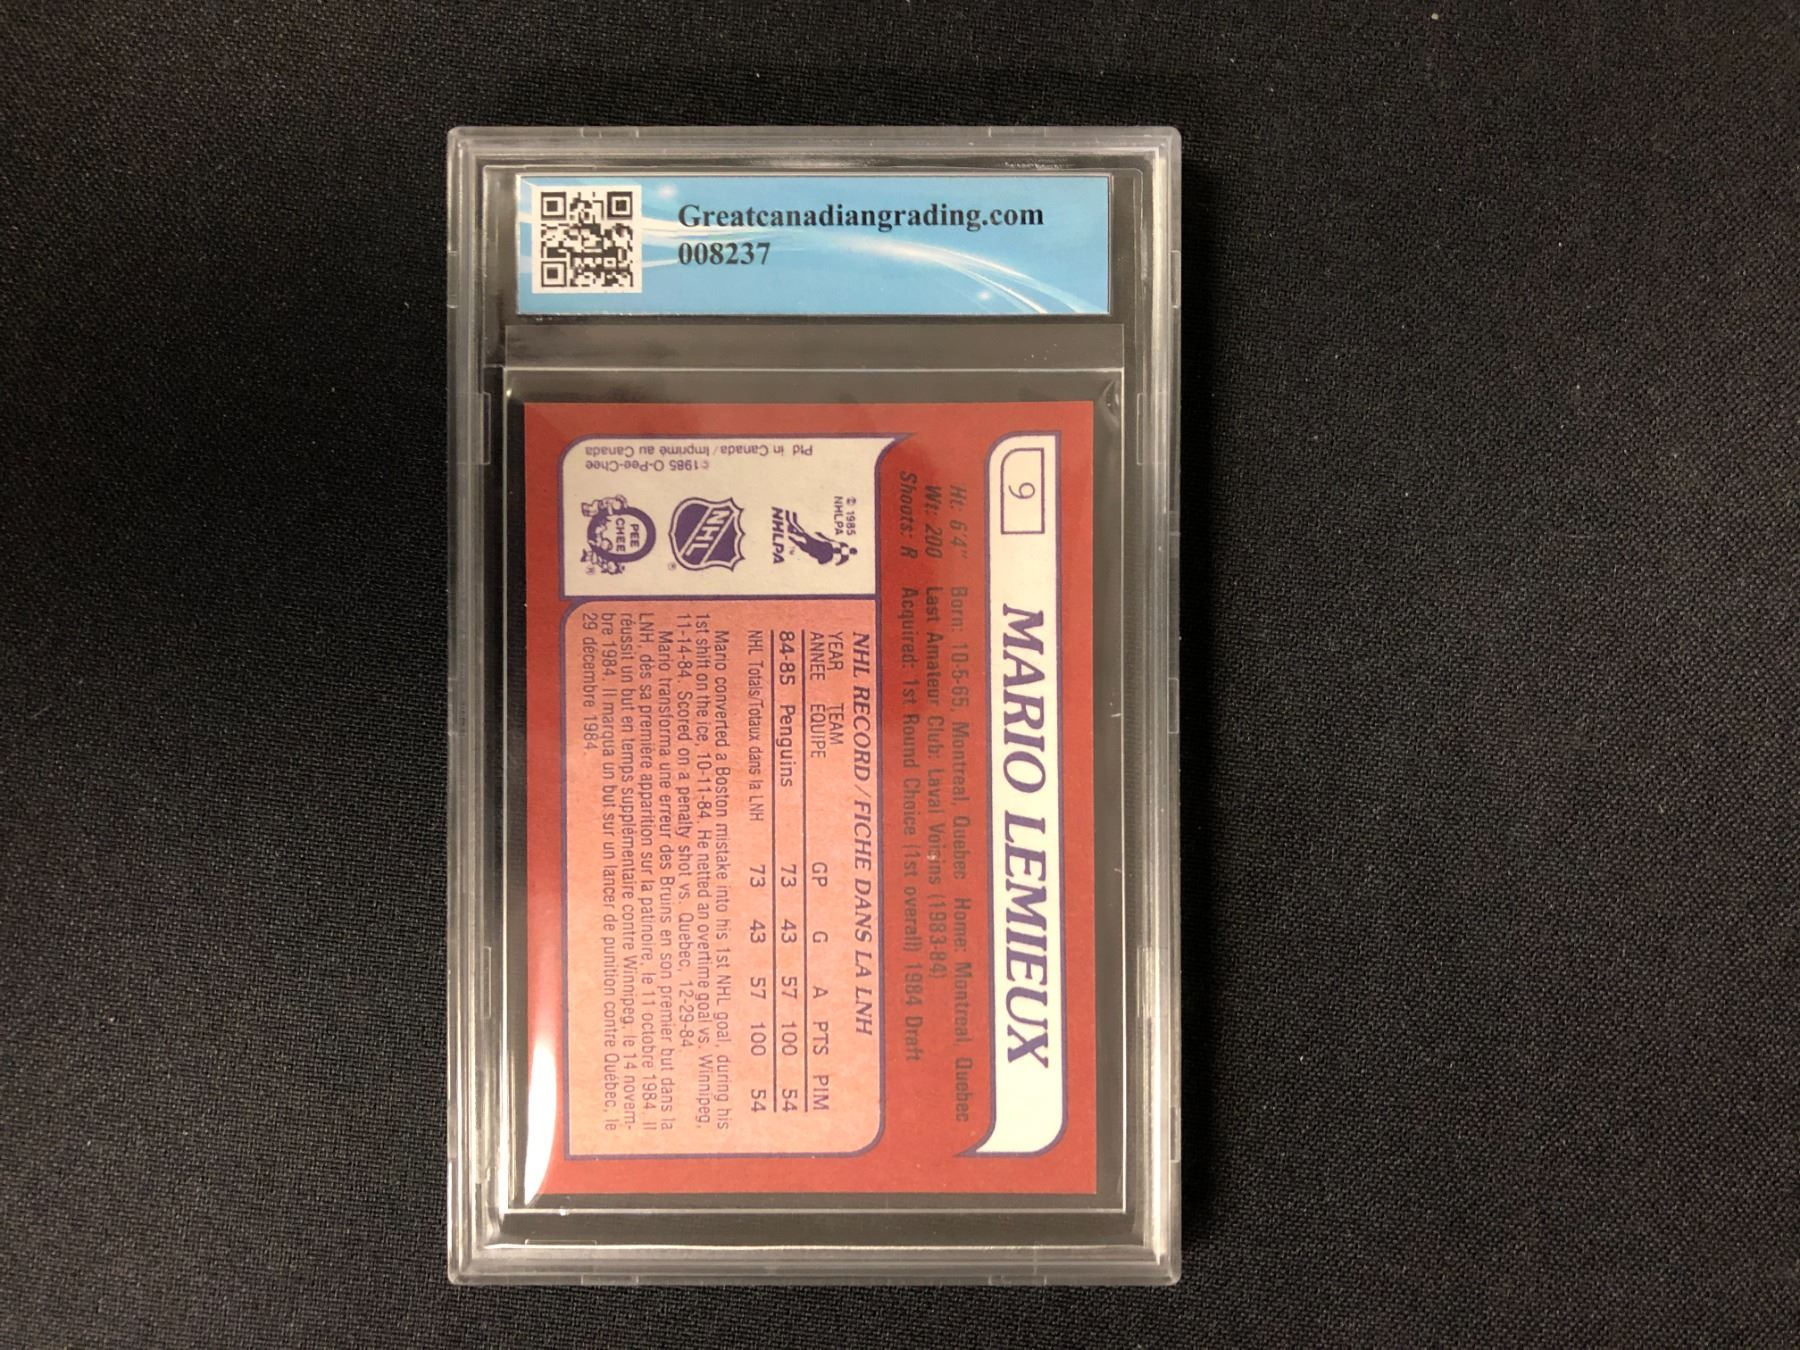 Greatcanadiangrading.com
008237
9
MARIO LEMIEUX
Ht: 6'4" Born: 10-5-65, Montreal, Quebec Home: Montreal, Quebec
Wt: 200 Last Amateur Club: Laval Voisins (1983-84)
Shoots: R Acquired: 1st Round Choice (1st overall) 1984 Draft
© 1985
NHLPA
NHLPA
TM
NHL
®
PEE
CHEE
®
©1985 O-Pee-Chee
Ptd in Canada/Imprimé au Canada
NHL RECORD/FICHE DANS LA LNH
YEAR TEAM
ANNÉE ÉQUIPE GP G A PTS PIM
84-85 Penguins 73 43 57 100 54
NHL Totals/Totaux dans la LNH 73 43 57 100 54
Mario converted a Boston mistake into his 1st NHL goal, during his
1st shift on the ice, 10-11-84. He netted an overtime goal vs. Winnipeg,
11-14-84. Scored on a penalty shot vs. Quebec, 12-29-84.
Mario transforma une erreur des Bruins en son premier but dans la
LNH, dès sa première apparition sur la patinoire, le 11 octobre 1984. Il
réussit un but en temps supplémentaire contre Winnipeg, le 14 novem-
bre 1984. Il marqua un but sur un lancer de punition contre Québec, le
29 décembre 1984.